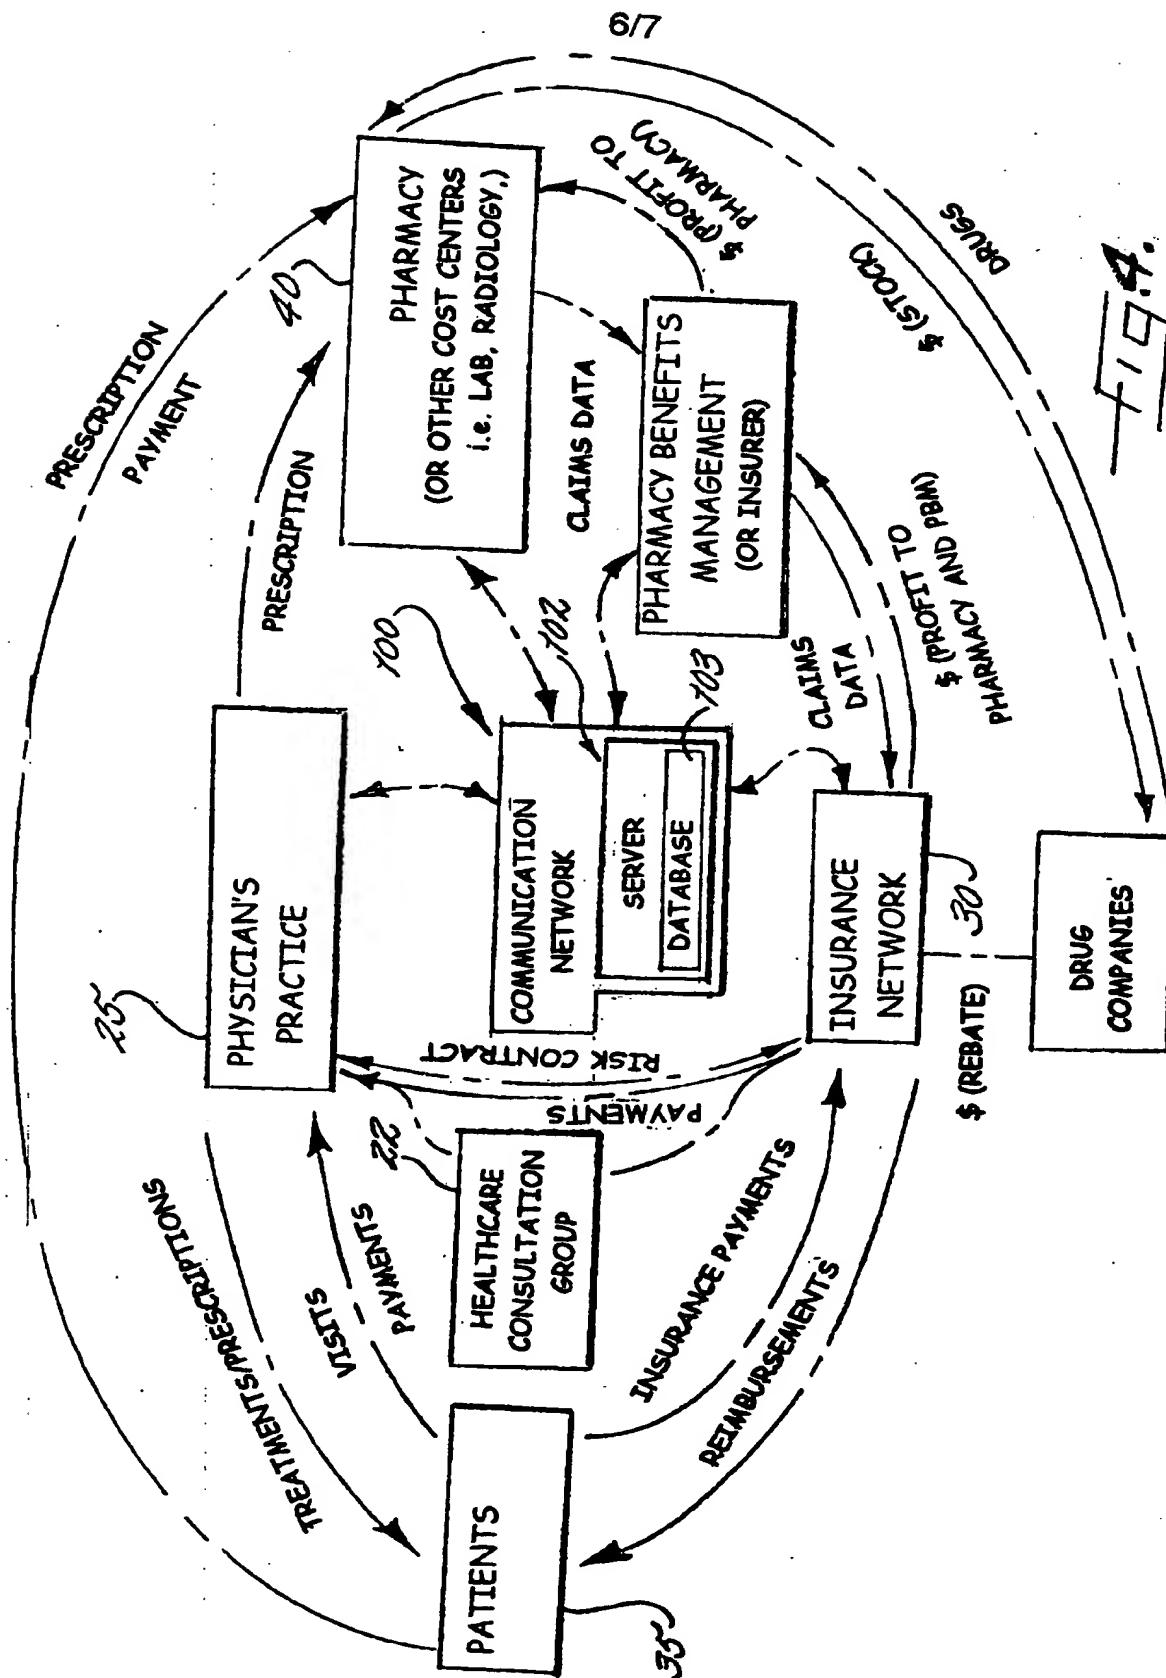 6/7
PRESCRIPTION
PAYMENT
PRESCRIPTION
40
PHARMACY
(OR OTHER COST CENTERS
i.e. LAB, RADIOLOGY,)
$ (PROFIT TO
PHARMACY)
DRUGS
$ (STOCK)
25
PHYSICIAN'S
PRACTICE
100
102
103
COMMUNICATION
NETWORK
SERVER
DATABASE
CLAIMS DATA
PHARMACY BENEFITS
MANAGEMENT
(OR INSURER)
CLAIMS
DATA
$ (PROFIT TO
PHARMACY AND PBM)
TREATMENTS/PRESCRIPTIONS
VISITS
PAYMENTS
22
HEALTHCARE
CONSULTATION
GROUP
RISK CONTRACT
PAYMENTS
INSURANCE
NETWORK
30
$ (REBATE)
DRUG
COMPANIES
PATIENTS
35
INSURANCE PAYMENTS
REIMBURSEMENTS
Fig. 4.